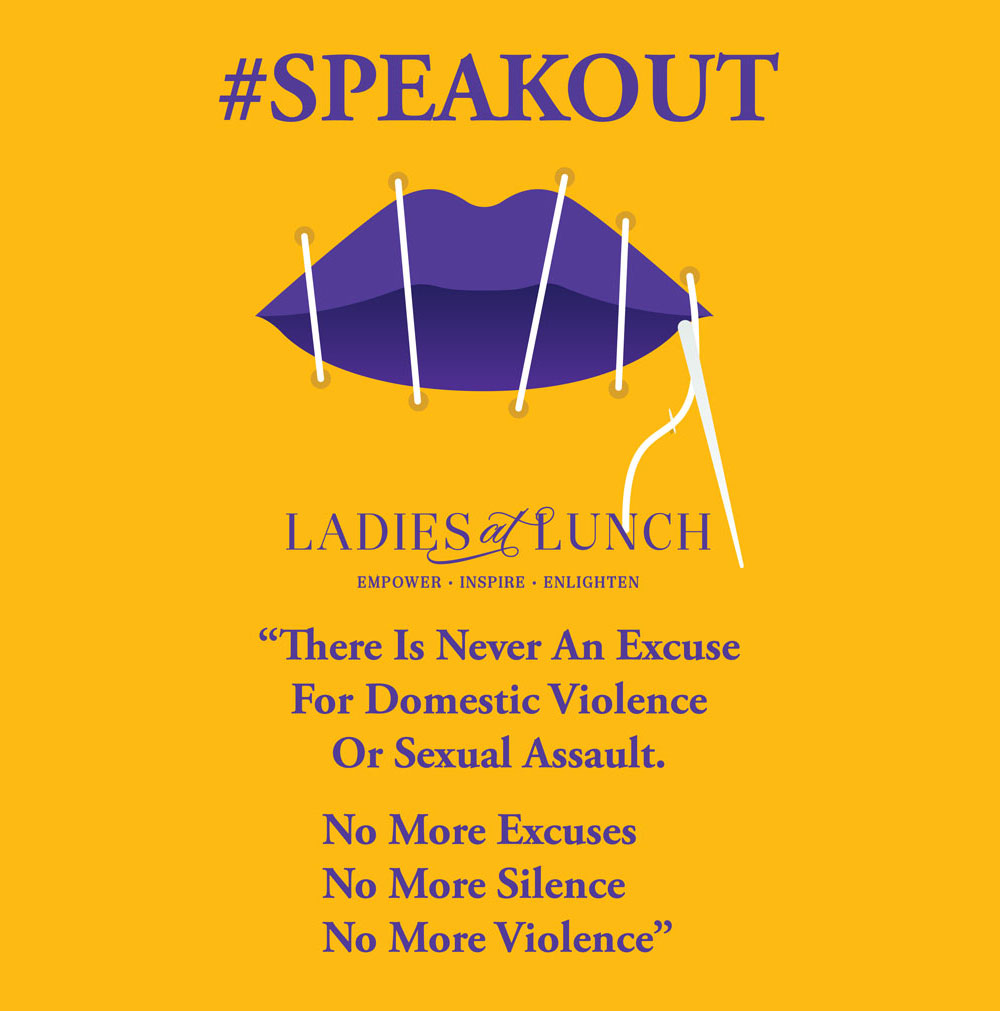 #SPEAKOUT
LADIES at LUNCH
EMPOWER · INSPIRE · ENLIGHTEN
“There Is Never An Excuse
For Domestic Violence
Or Sexual Assault.
No More Excuses
No More Silence
No More Violence”